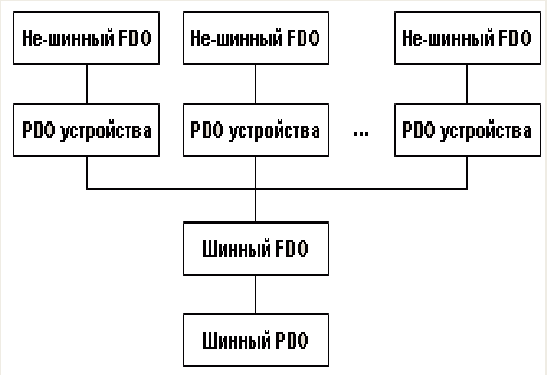 Не-шинный FDO Не-шинный FDO Не-шинный FDO
PDO устройства PDO устройства ... PDO устройства
Шинный FDO
Шинный PDO